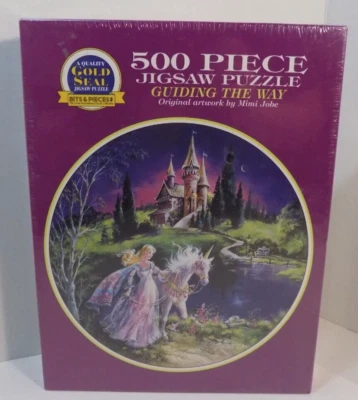 A QUALITY
GOLD
SEAL
JIGSAW PUZZLE
BITS & PIECES
500 PIECE
JIGSAW PUZZLE
GUIDING THE WAY
Original artwork by Mimi Jobe